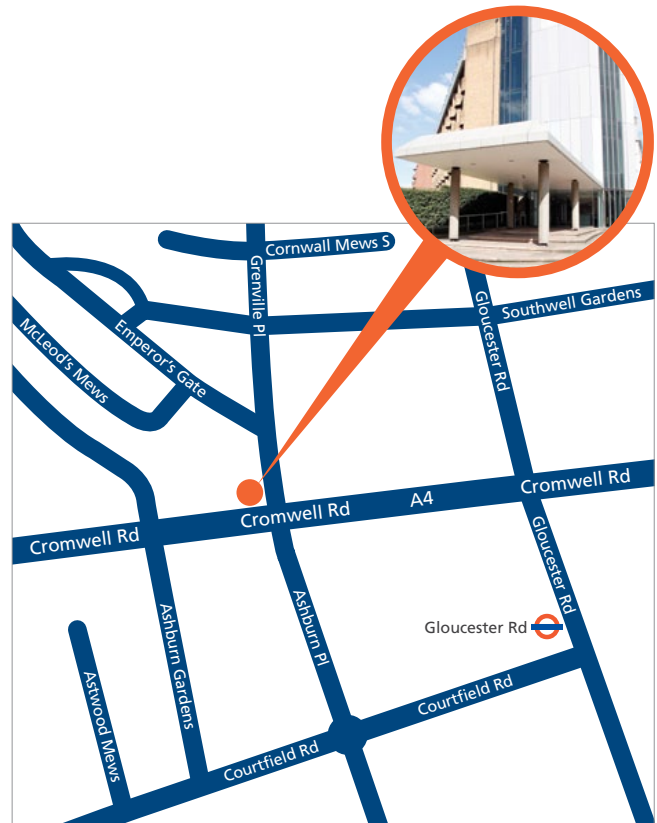 Cornwall Mews S
Grenville Pl
Southwell Gardens
Gloucester Rd
Emperor's Gate
McLeod's Mews
Cromwell Rd
A4
Cromwell Rd
Cromwell Rd
Gloucester Rd
Gloucester Rd
Ashburn Gardens
Ashburn Pl
Astwood Mews
Courtfield Rd
Courtfield Rd